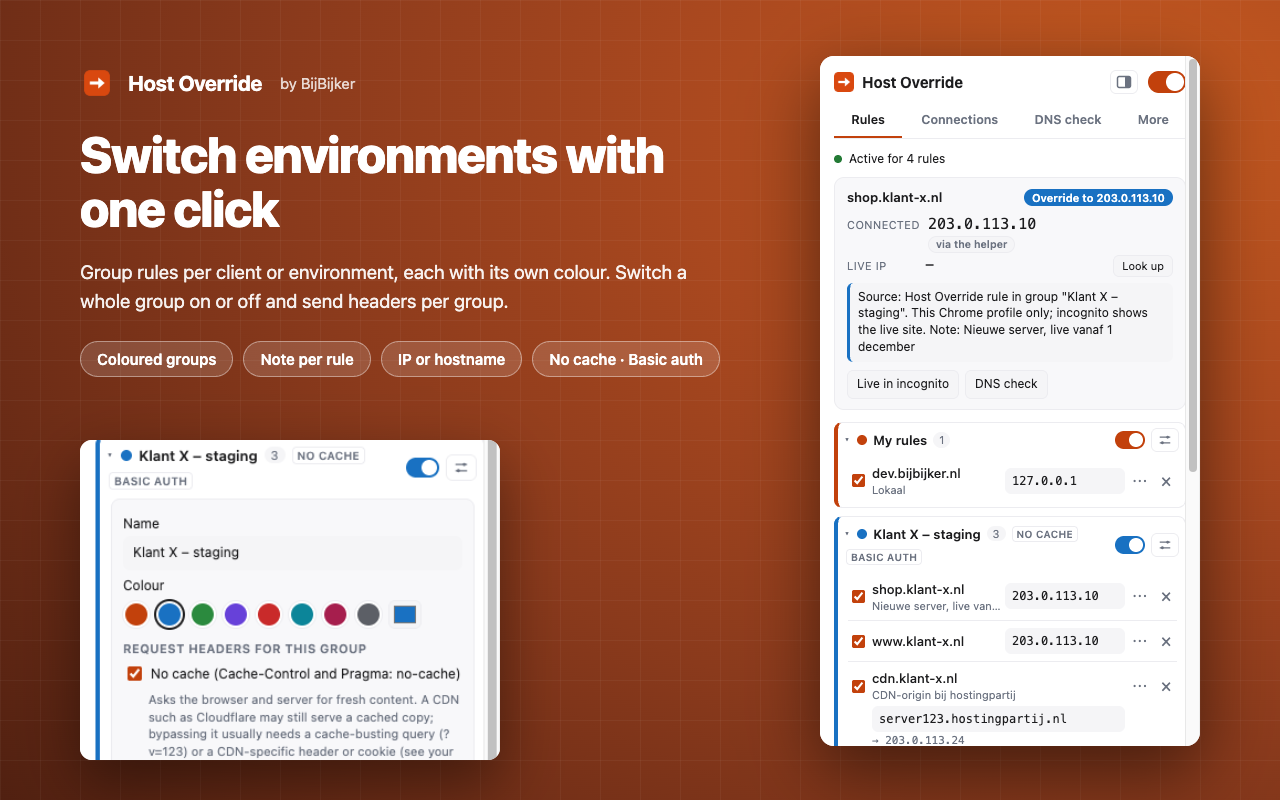 Host Override by BijBijker
Switch environments with
one click
Group rules per client or environment, each with its own colour. Switch a
whole group on or off and send headers per group.
Coloured groups
Note per rule
IP or hostname
No cache · Basic auth
Klant X – staging 3 NO CACHE
BASIC AUTH
Name
Klant X – staging
Colour
REQUEST HEADERS FOR THIS GROUP
No cache (Cache-Control and Pragma: no-cache)
Asks the browser and server for fresh content. A CDN
such as Cloudflare may still serve a cached copy;
bypassing it usually needs a cache-busting query (?
v=123) or a CDN-specific header or cookie (see your
Host Override
Rules Connections DNS check More
Active for 4 rules
shop.klant-x.nl Override to 203.0.113.10
CONNECTED 203.0.113.10
via the helper
LIVE IP – Look up
Source: Host Override rule in group "Klant X –
staging". This Chrome profile only; incognito shows
the live site. Note: Nieuwe server, live vanaf 1
december
Live in incognito DNS check
My rules 1
dev.bijbijker.nl 127.0.0.1
Lokaal
Klant X – staging 3 NO CACHE
BASIC AUTH
shop.klant-x.nl 203.0.113.10
Nieuwe server, live van...
www.klant-x.nl 203.0.113.10
cdn.klant-x.nl
CDN-origin bij hostingpartij
server123.hostingpartij.nl
→ 203.0.113.24